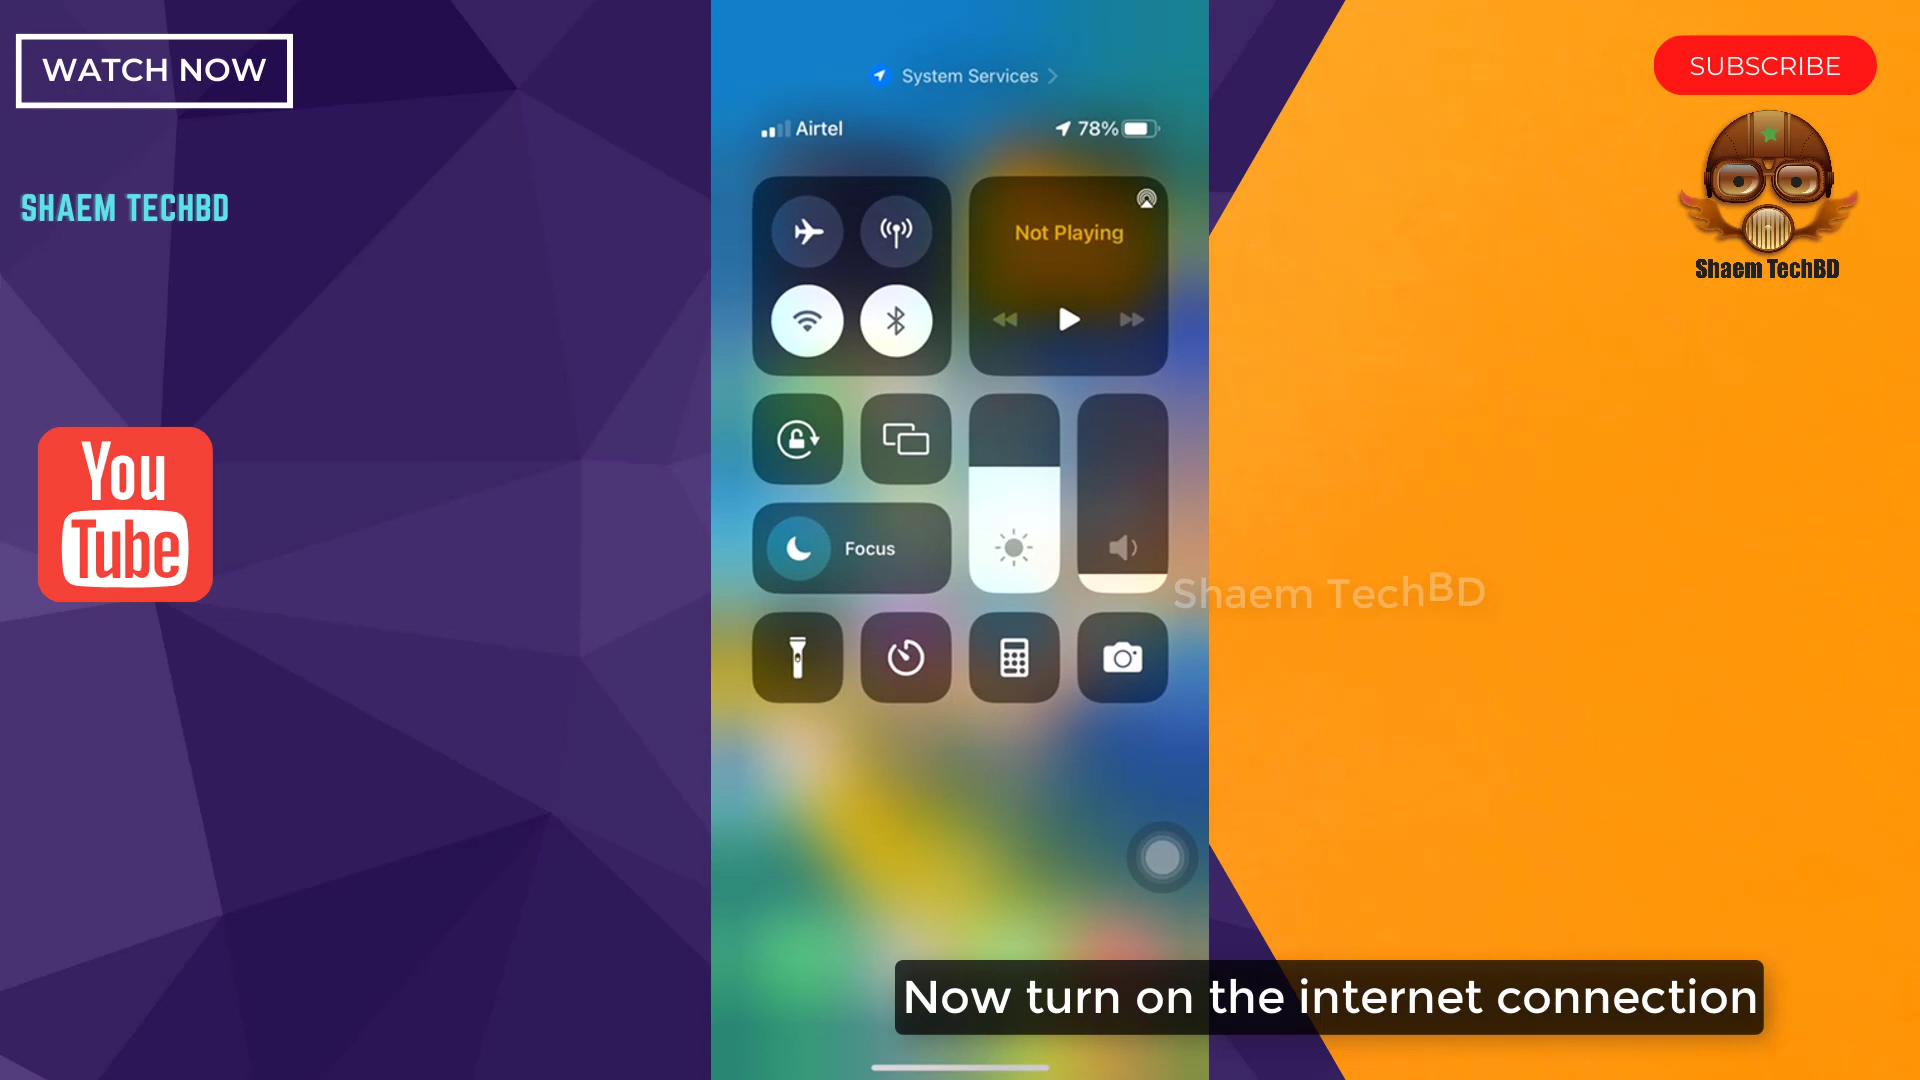 WATCH NOW
SHAEM TECHBD
You
Tube
System Services
Airtel
78%
Not Playing
Focus
SUBSCRIBE
Shaem TechBD
Shaem TechBD
Now turn on the internet connection